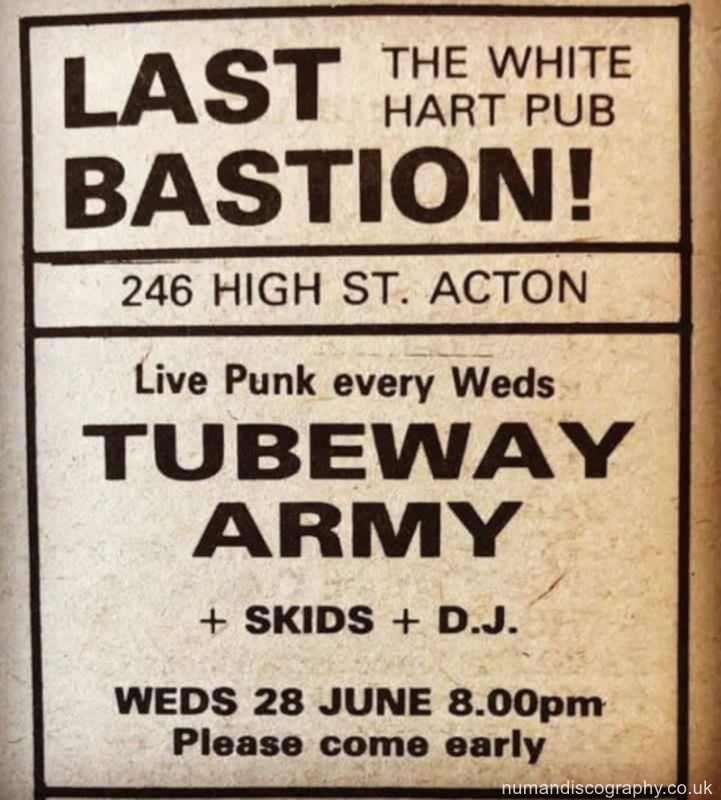 LAST THE WHITE
HART PUB
BASTION!
246 HIGH ST. ACTON
Live Punk every Weds
TUBEWAY
ARMY
+ SKIDS + D.J.
WEDS 28 JUNE 8.00pm
Please come early
numandiscography.co.uk